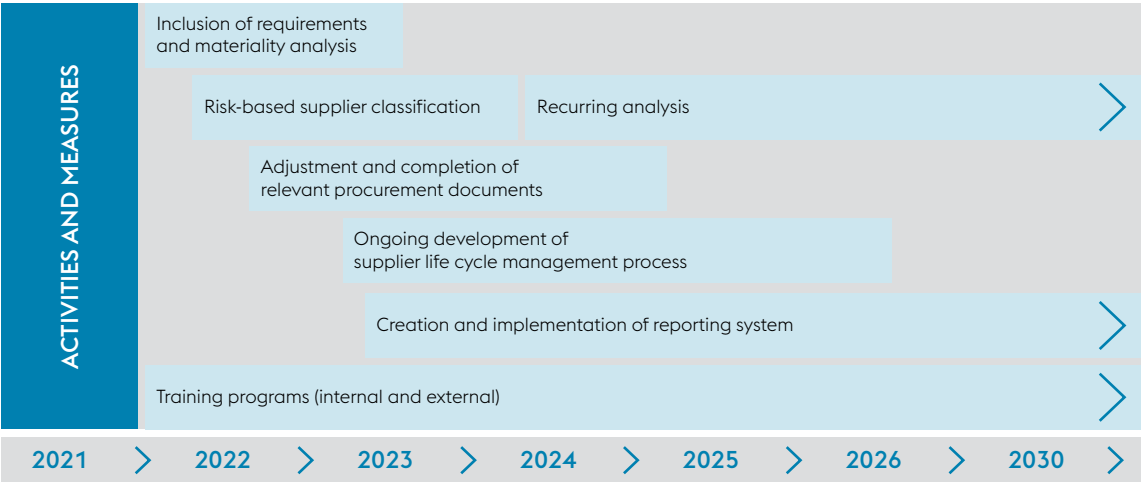 ACTIVITIES AND MEASURES
Inclusion of requirements
and materiality analysis
Risk-based supplier classification
Recurring analysis
Adjustment and completion of
relevant procurement documents
Ongoing development of
supplier life cycle management process
Creation and implementation of reporting system
Training programs (internal and external)
2021 2022 2023 2024 2025 2026 2030